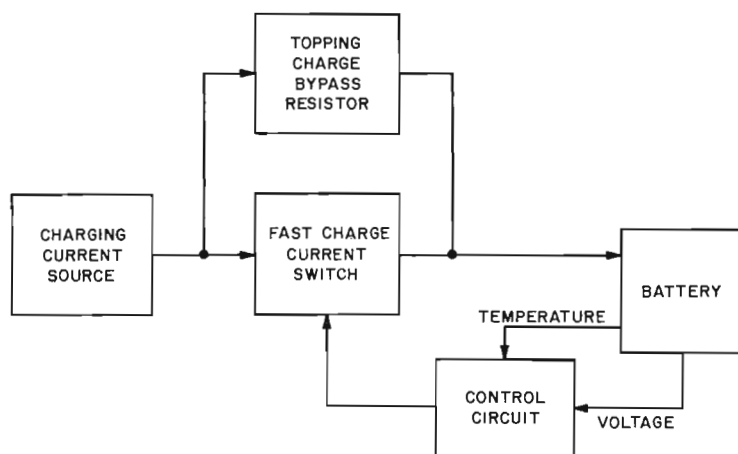 TOPPING
CHARGE
BYPASS
RESISTOR
CHARGING
CURRENT
SOURCE
FAST CHARGE
CURRENT
SWITCH
BATTERY
TEMPERATURE
CONTROL
CIRCUIT
VOLTAGE